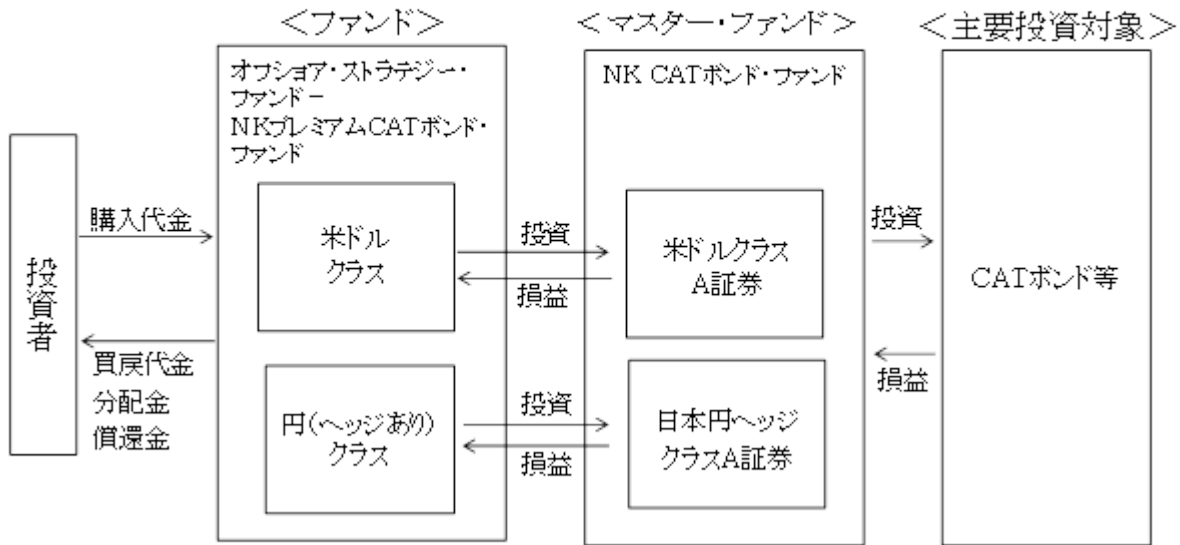 ＜ファンド＞
＜マスター・ファンド＞
＜主要投資対象＞
オフショア・ストラテジー・
ファンド－
NKプレミアムCATボンド・
ファンド
NK CATボンド・ファンド
投資者
購入代金
買戻代金
分配金
償還金
米ドル
クラス
投資
損益
米ドルクラス
A証券
円(ヘッジあり)
クラス
投資
損益
日本円ヘッジ
クラスA証券
投資
損益
CATボンド等